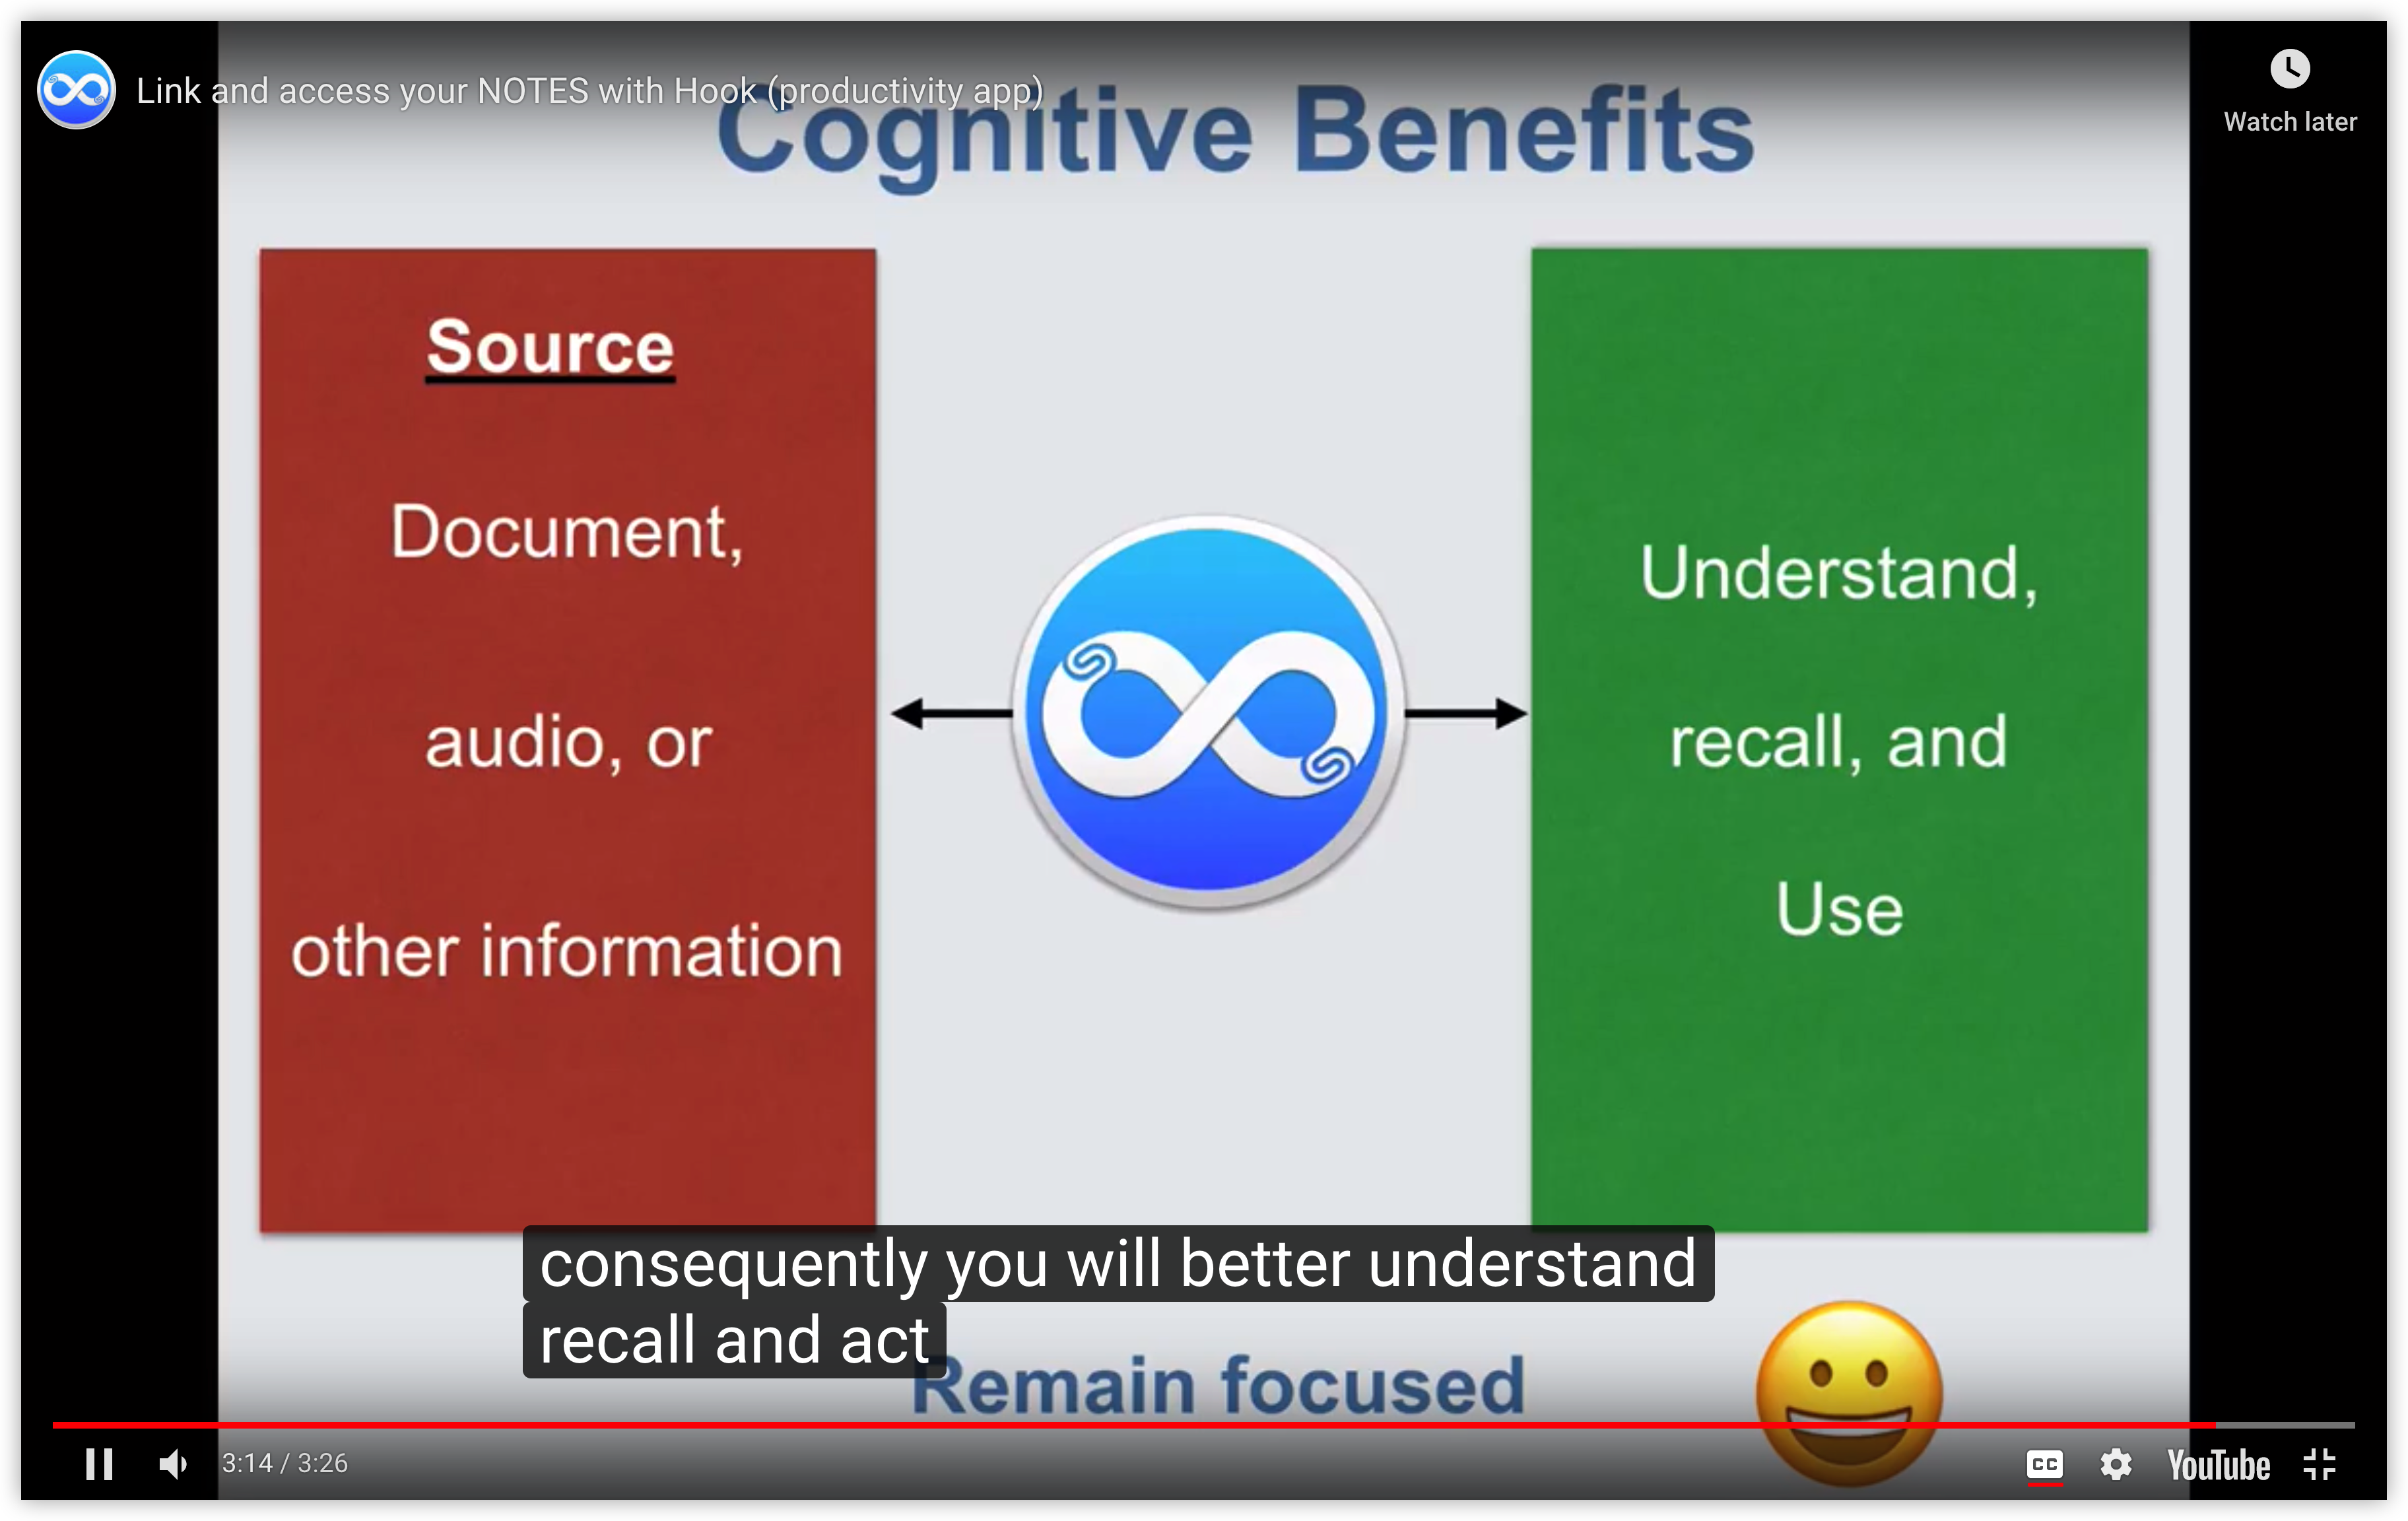 Link and access your NOTES with Hook (productivity app)
Watch later
Cognitive Benefits
Source
Document,
audio, or
other information
Understand,
recall, and
Use
consequently you will better understand
recall and act
Remain focused
3:14 / 3:26
CC
YouTube